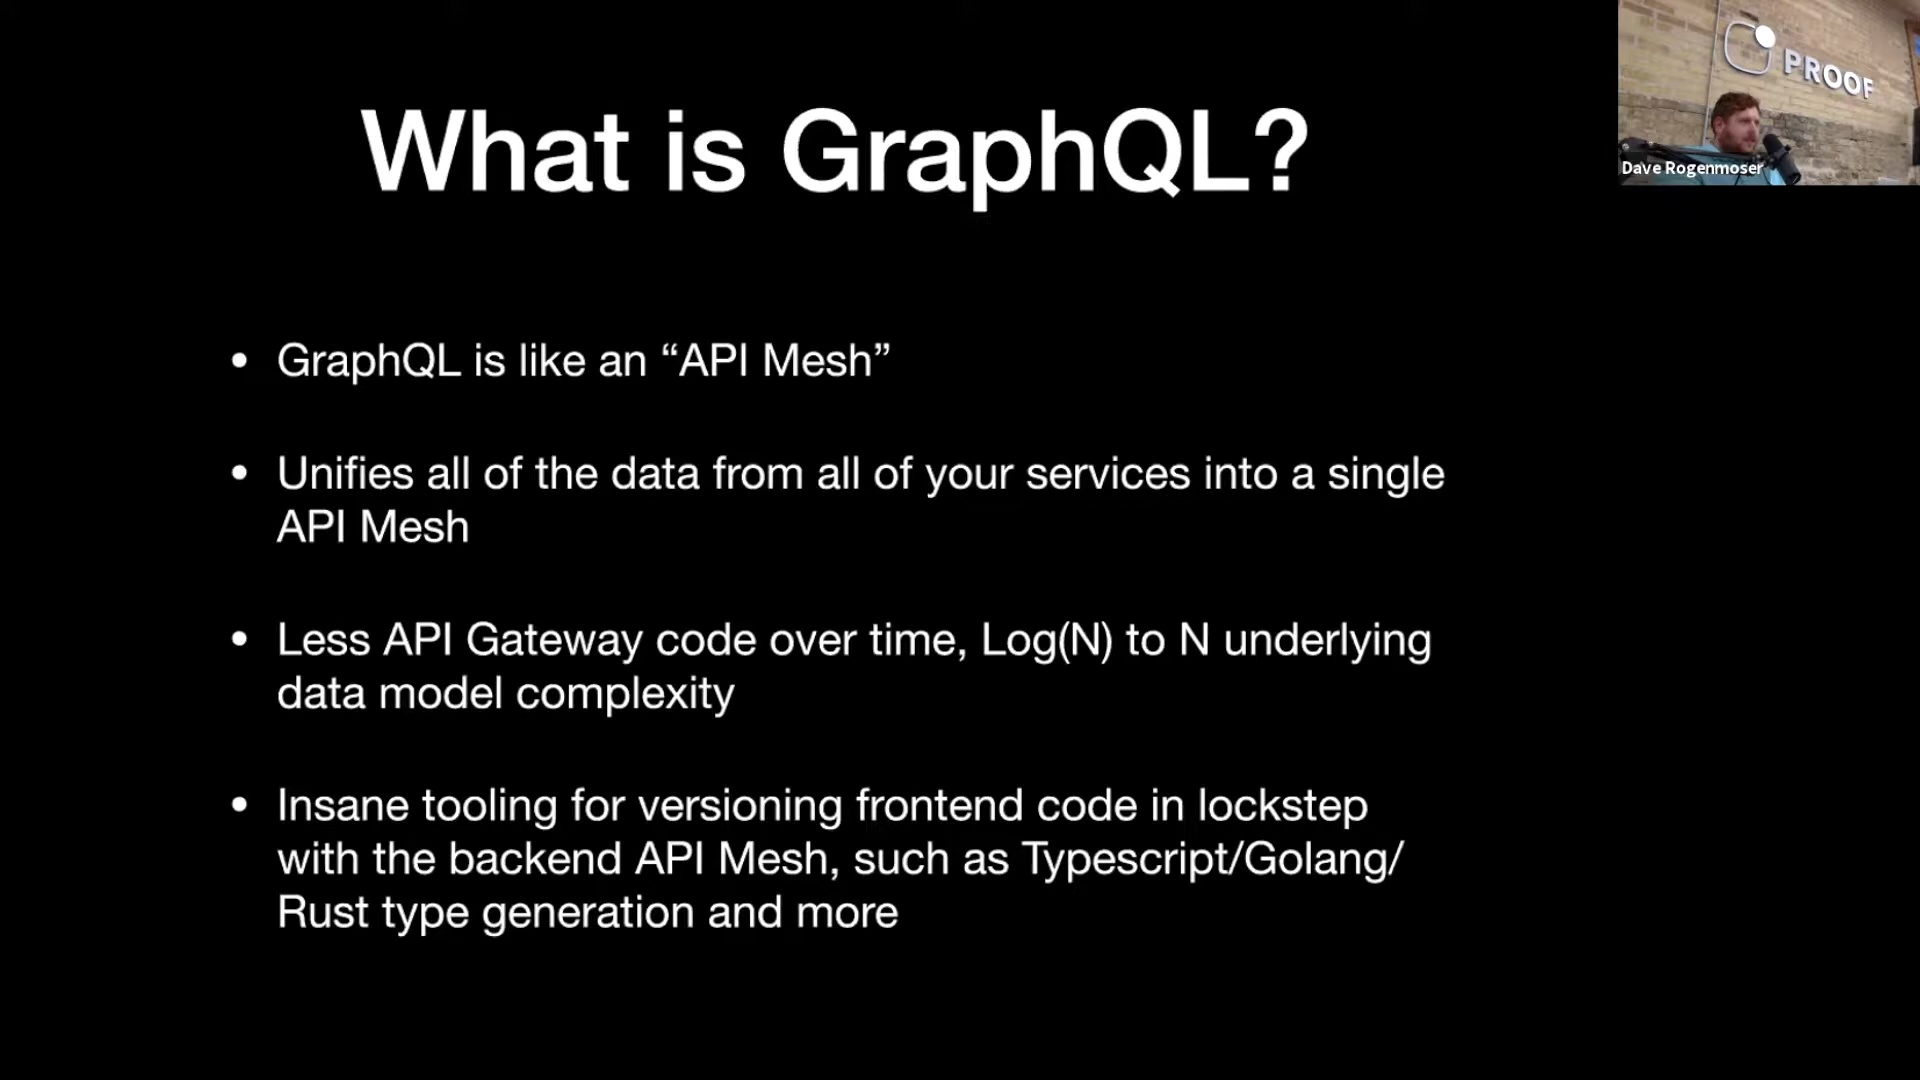 What is GraphQL?
PROOF
Dave Rogenmoser
• GraphQL is like an “API Mesh”
• Unifies all of the data from all of your services into a single
API Mesh
• Less API Gateway code over time, Log(N) to N underlying
data model complexity
• Insane tooling for versioning frontend code in lockstep
with the backend API Mesh, such as Typescript/Golang/
Rust type generation and more